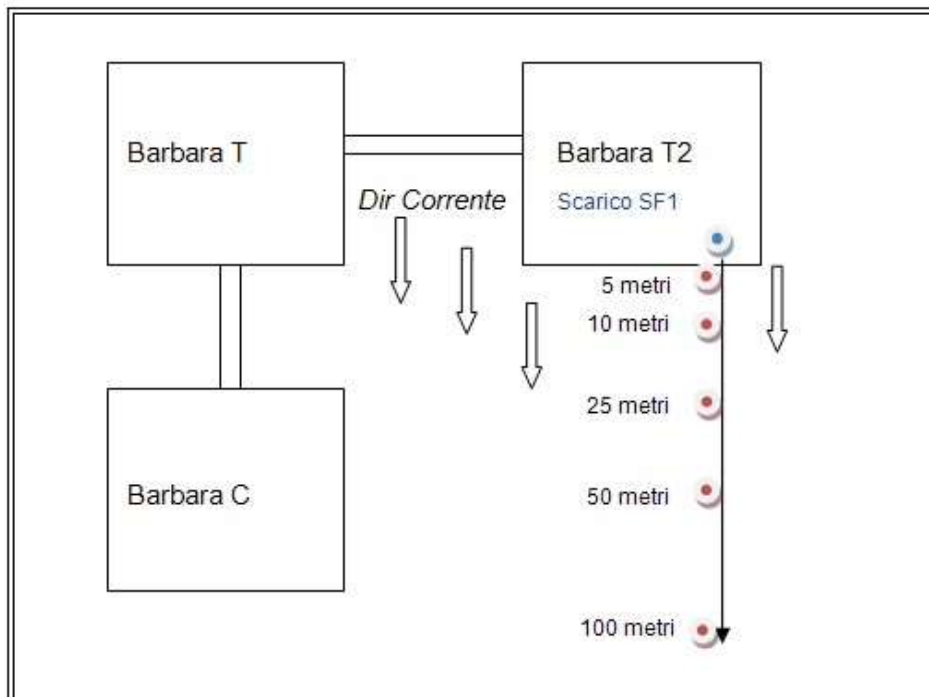 Barbara T
Barbara T2
Dir Corrente
Scarico SF1
5 metri
10 metri
25 metri
50 metri
Barbara C
100 metri